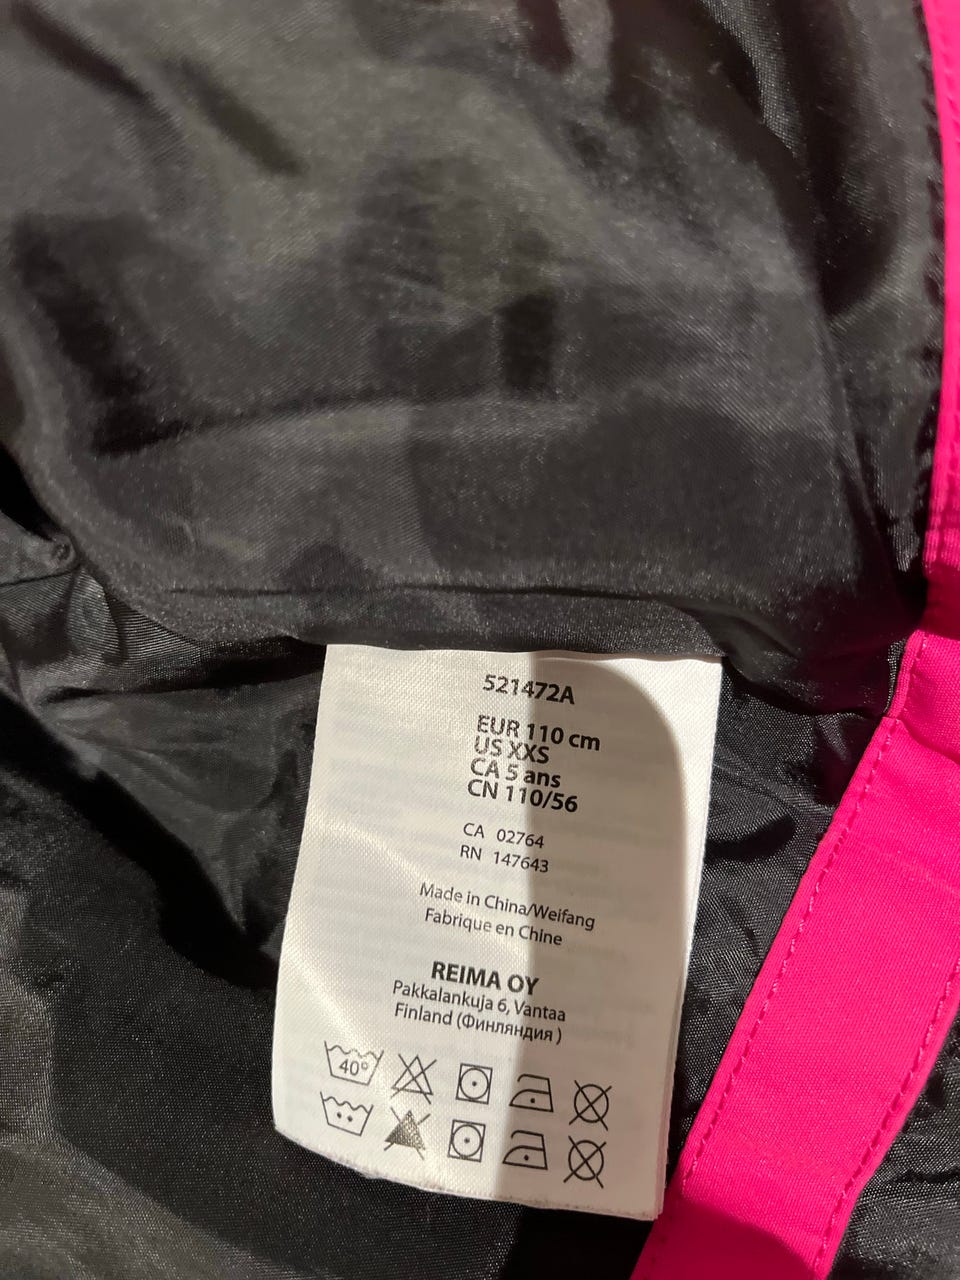 521472A
EUR 110 cm
US XXS
CA 5 ans
CN 110/56
CA 02764
RN 147643
Made in China/Weifang
Fabrique en Chine
REIMA OY
Pakkalankuja 6, Vantaa
Finland (Финляндия )
40°